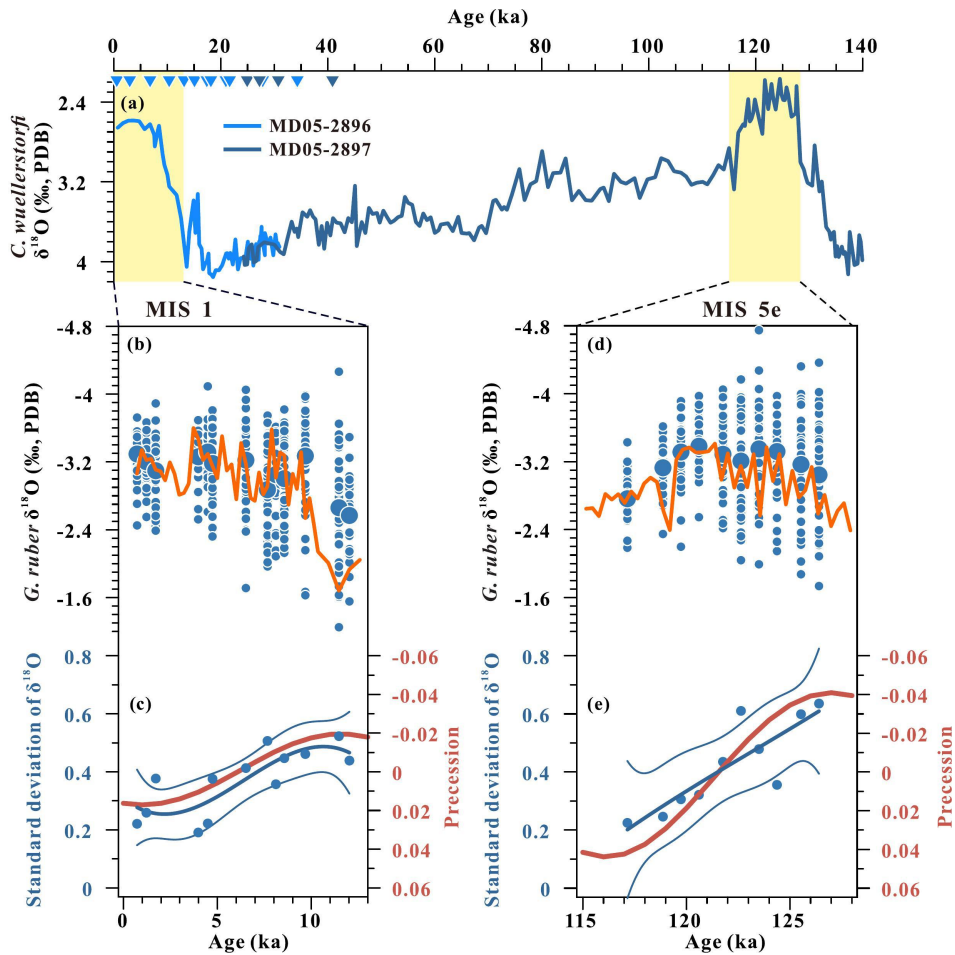 Age (ka)
0 20 40 60 80 100 120 140
(a)
2.4
3.2
4
C. wuellerstorfi
δ¹⁸O (‰, PDB)
MD05-2896
MD05-2897
MIS 1
MIS 5e
(b)
-4.8
-4
-3.2
-2.4
-1.6
G. ruber δ¹⁸O (‰, PDB)
(d)
-4.8
-4
-3.2
-2.4
-1.6
G. ruber δ¹⁸O (‰, PDB)
(c)
0.8
0.6
0.4
0.2
0
Standard deviation of δ¹⁸O
-0.06
-0.04
-0.02
0
0.02
0.04
0.06
Precession
(e)
0.8
0.6
0.4
0.2
0
Standard deviation of δ¹⁸O
-0.06
-0.04
-0.02
0
0.02
0.04
0.06
Precession
0 5 10
Age (ka)
115 120 125
Age (ka)